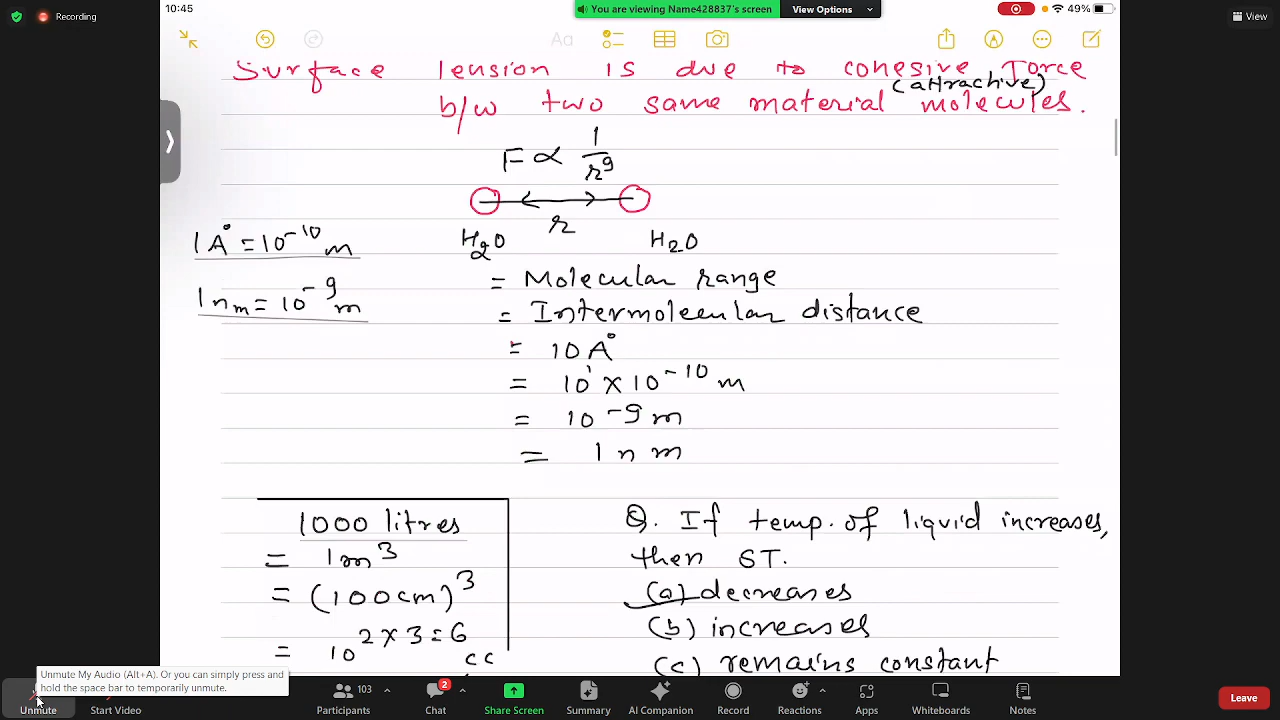 10:45
You are viewing Name428837's screen
View Options
49%
Recording
View
Aa
Surface Tension is due to cohesive Force
(attrachive)
b/w two same material molecules.
F ∝ 1/r⁹
r
H₂O H₂O
1A° = 10⁻¹⁰ m
1nm = 10⁻⁹ m
= Molecular range
= Intermolecular distance
= 10 A°
= 10¹ × 10⁻¹⁰ m
= 10⁻⁹ m
= 1 n m
1000 litres
= 1m³
= (100cm)³
= 10^2×3=6 cc
Q. If temp. of liquid increases,
then ST.
(a) decreases
(b) increases
(c) remains constant
Unmute My Audio (Alt+A). Or you can simply press and
hold the space bar to temporarily unmute.
Unmute
Start Video
103
Participants
2
Chat
Share Screen
Summary
AI Companion
Record
Reactions
Apps
Whiteboards
Notes
Leave